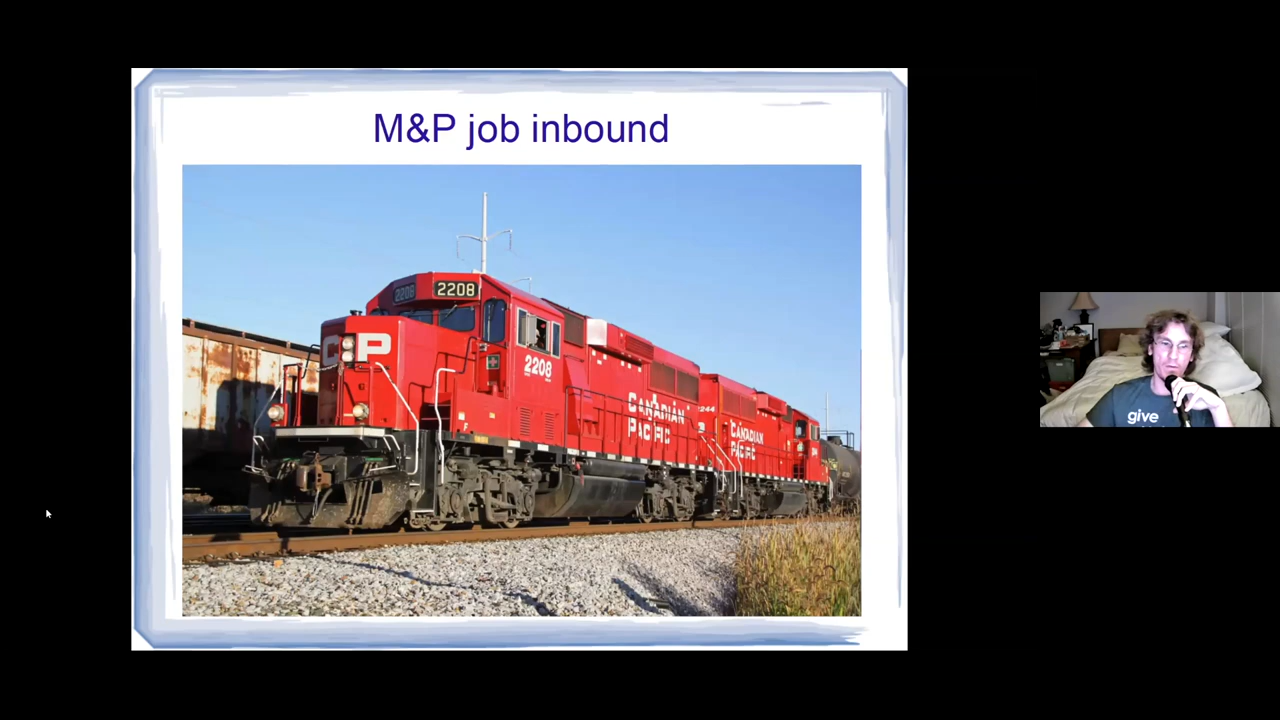 M&P job inbound
2208
2208
CP
2208
CANADIAN
PACIFIC
F
CANADIAN
PACIFIC
give